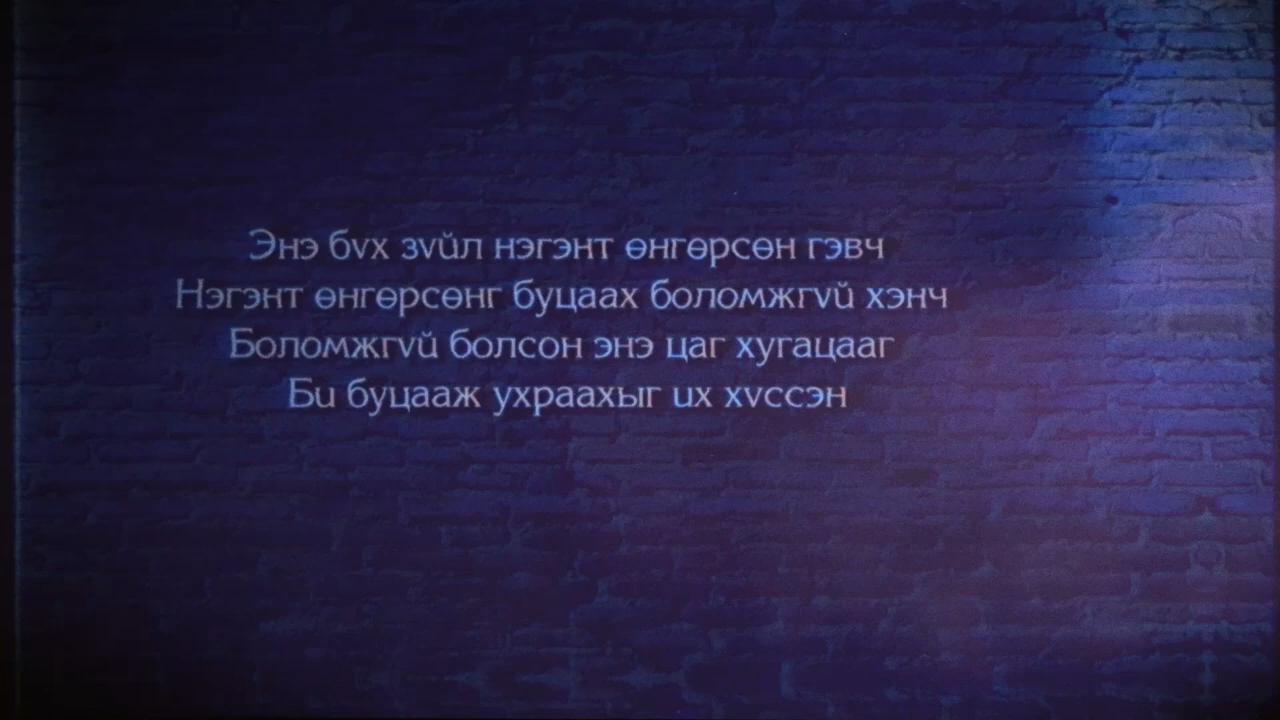 Энэ бүх зүйл нэгэнт өнгөрсөн гэвч
Нэгэнт өнгөрсөнг буцаах боломжгүй хэнч
Боломжгүй болсон энэ цаг хугацааг
Би буцааж ухраахыг их хүссэн